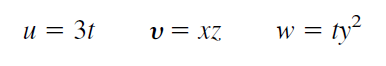 u = 3t v = xz w = ty²